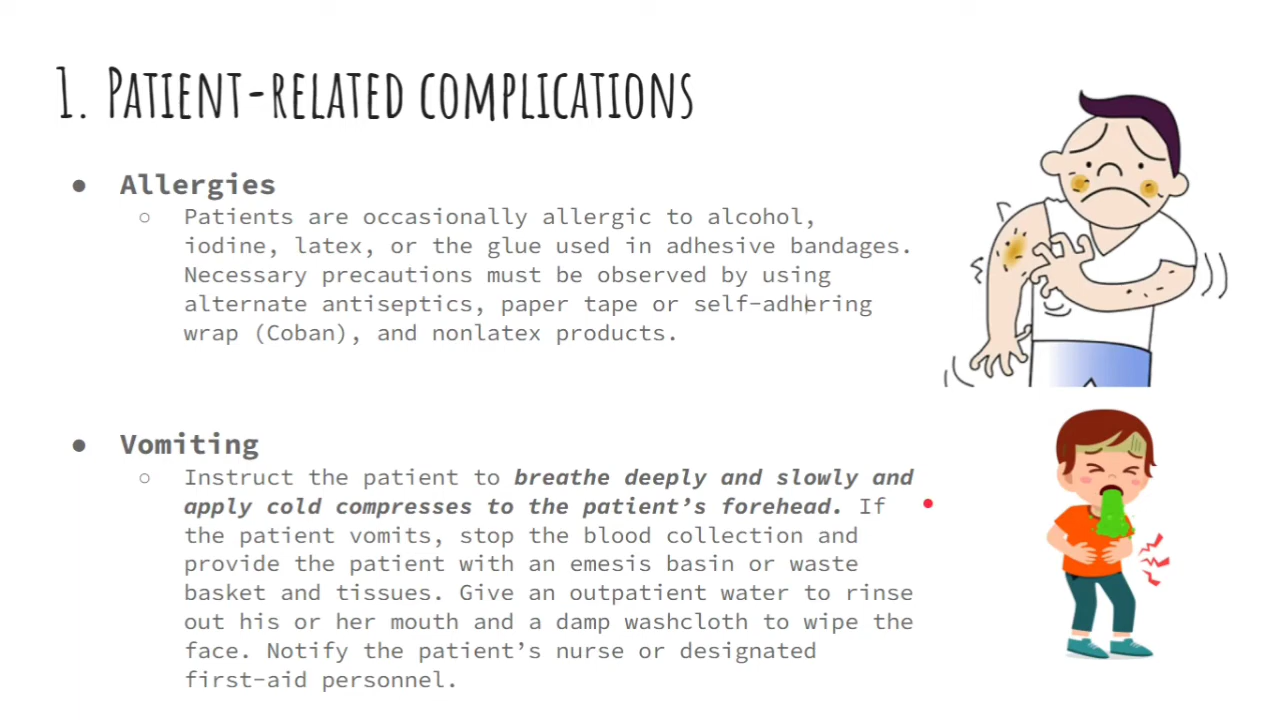 1. Patient-related complications
● Allergies
○ Patients are occasionally allergic to alcohol,
iodine, latex, or the glue used in adhesive bandages.
Necessary precautions must be observed by using
alternate antiseptics, paper tape or self-adhering
wrap (Coban), and nonlatex products.
● Vomiting
○ Instruct the patient to breathe deeply and slowly and
apply cold compresses to the patient’s forehead. If
the patient vomits, stop the blood collection and
provide the patient with an emesis basin or waste
basket and tissues. Give an outpatient water to rinse
out his or her mouth and a damp washcloth to wipe the
face. Notify the patient’s nurse or designated
first-aid personnel.